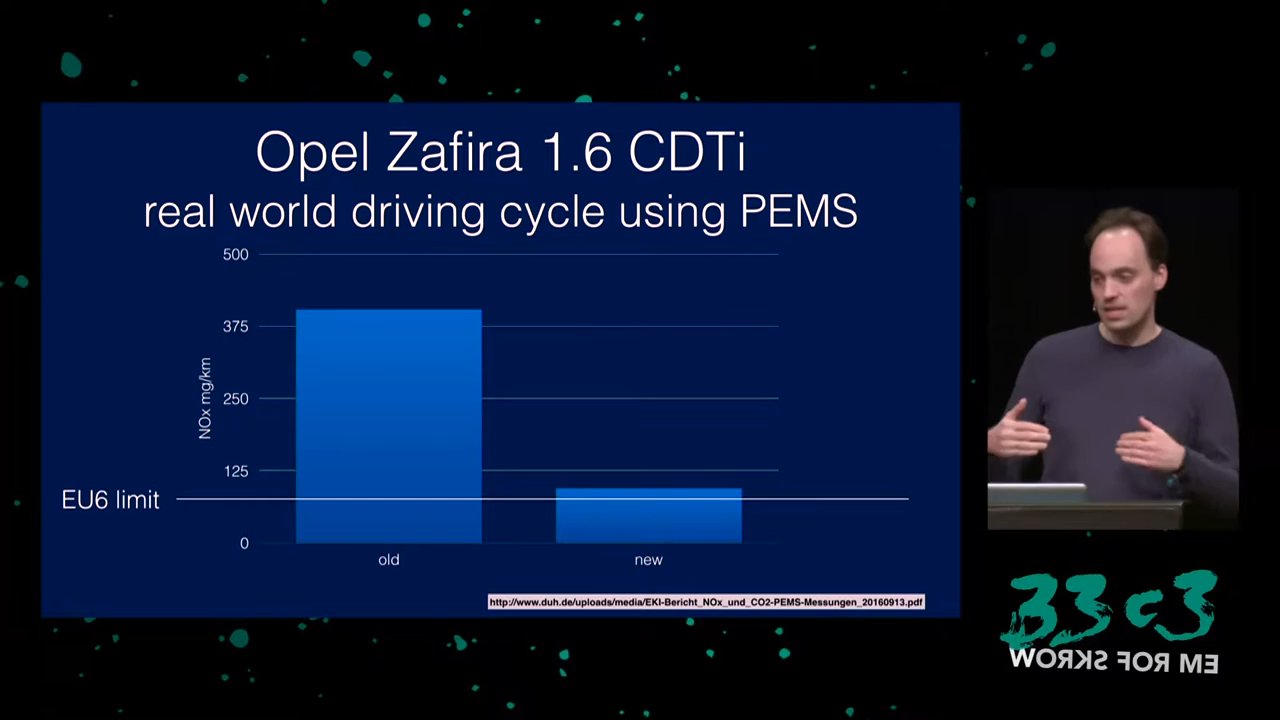 Opel Zafira 1.6 CDTi
real world driving cycle using PEMS
500
375
NOx mg/km
250
125
EU6 limit
0
old
new
http://www.duh.de/uploads/media/EKI-Bericht_NOx_und_CO2-PEMS-Messungen_20160913.pdf
33c3
WORKS FOR ME